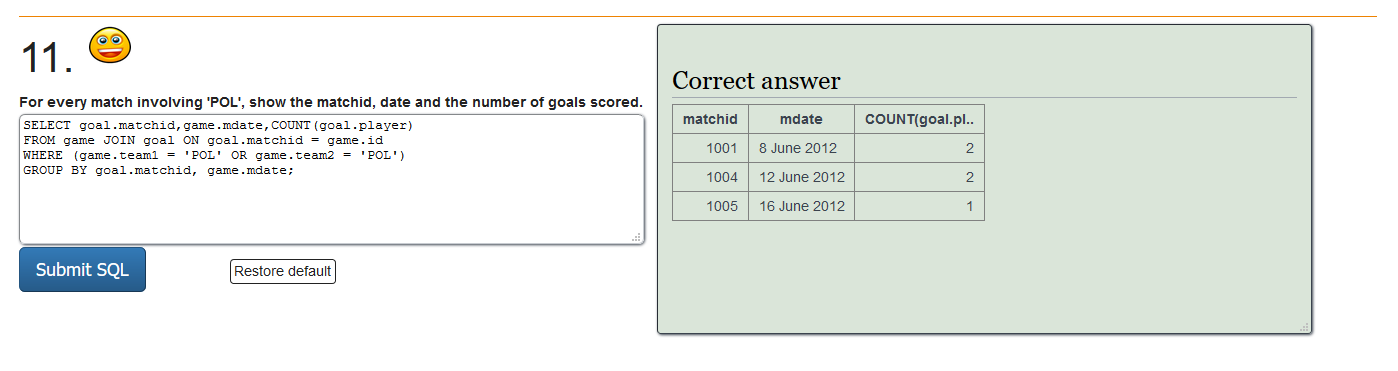 11.
For every match involving 'POL', show the matchid, date and the number of goals scored.
SELECT goal.matchid,game.mdate,COUNT(goal.player)
FROM game JOIN goal ON goal.matchid = game.id
WHERE (game.team1 = 'POL' OR game.team2 = 'POL')
GROUP BY goal.matchid, game.mdate;
Submit SQL
Restore default
Correct answer
matchid mdate COUNT(goal.pl..
1001 8 June 2012 2
1004 12 June 2012 2
1005 16 June 2012 1